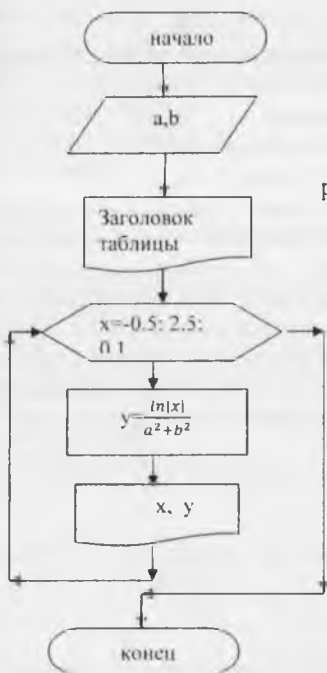 начало
a,b
р
Заголовок
таблицы
x=-0.5: 2.5:
0.1
y=ln|x|/a²+b²
x, y
конец